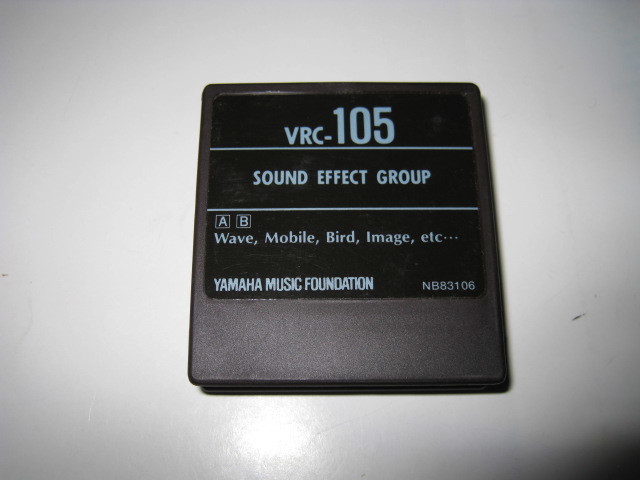 VRC-105
SOUND EFFECT GROUP
A B
Wave, Mobile, Bird, Image, etc···
YAMAHA MUSIC FOUNDATION NB83106